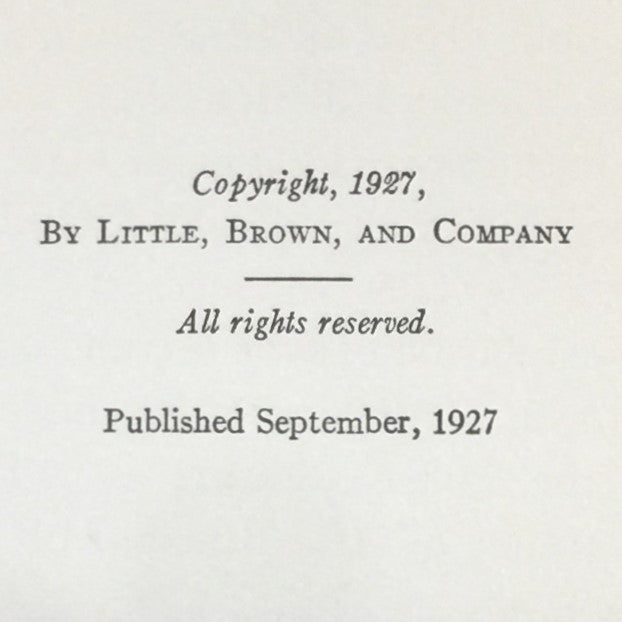 Copyright, 1927,
By Little, Brown, and Company
All rights reserved.
Published September, 1927